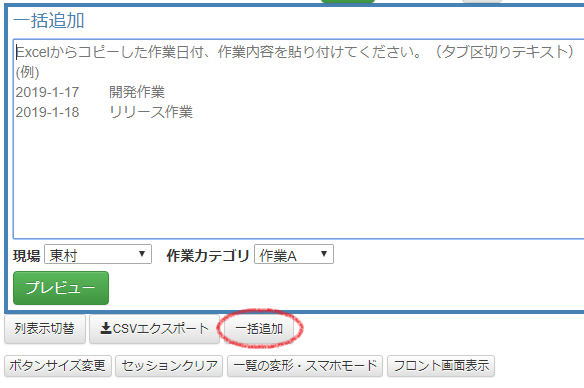 一括追加
Excelからコピーした作業日付、作業内容を貼り付けてください。（タブ区切りテキスト）
(例)
2019-1-17 開発作業
2019-1-18 リリース作業
現場 東村 作業カテゴリ 作業A
プレビュー
列表示切替 CSVエクスポート 一括追加
ボタンサイズ変更 セッションクリア 一覧の変形・スマホモード フロント画面表示